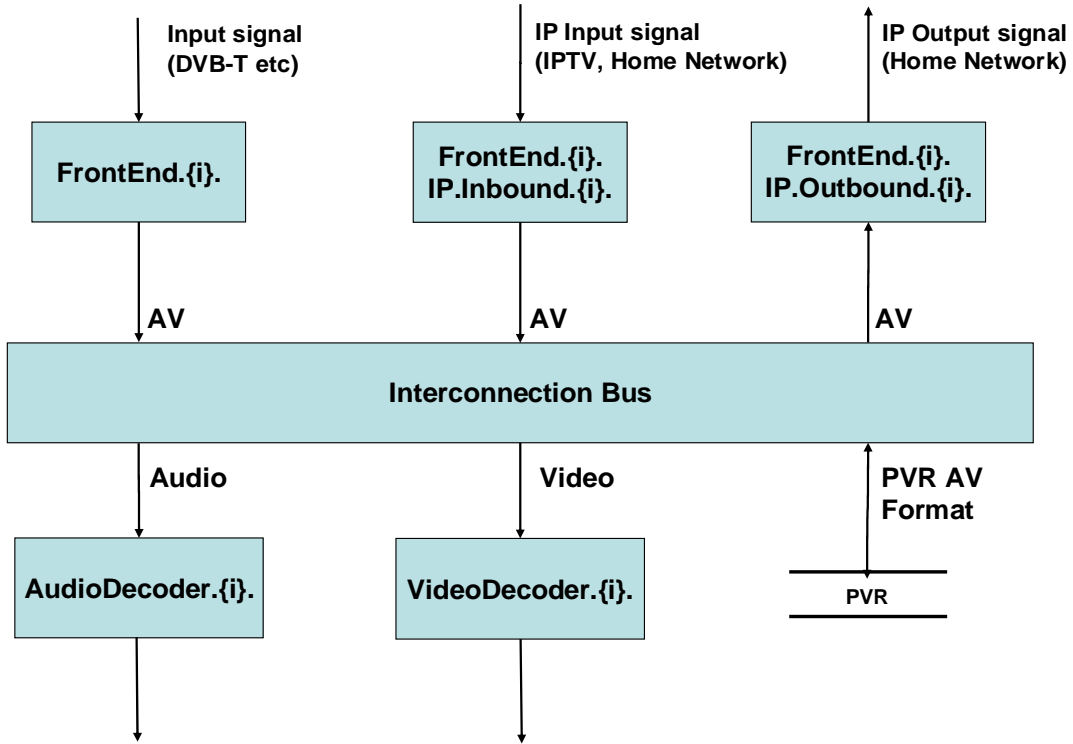 Input signal
(DVB-T etc)
IP Input signal
(IPTV, Home Network)
IP Output signal
(Home Network)
FrontEnd.{i}.
FrontEnd.{i}.
IP.Inbound.{i}.
FrontEnd.{i}.
IP.Outbound.{i}.
AV
AV
AV
Interconnection Bus
Audio
Video
PVR AV
Format
AudioDecoder.{i}.
VideoDecoder.{i}.
PVR